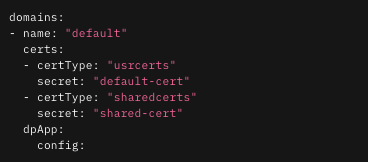 domains:
- name: "default"
  certs:
  - certType: "usrcerts"
    secret: "default-cert"
  - certType: "sharedcerts"
    secret: "shared-cert"
  dpApp:
    config: